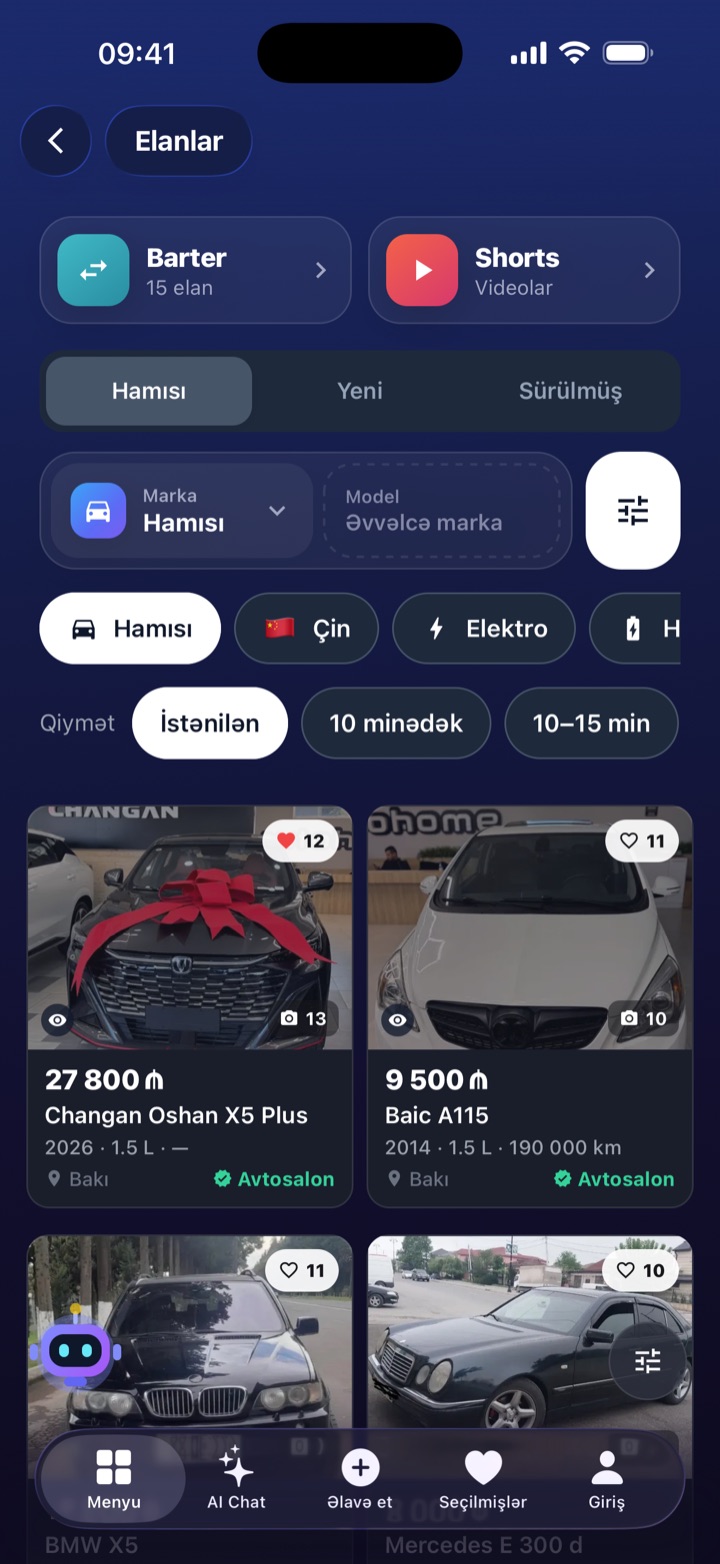 09:41
Elanlar
Barter
15 elan
Shorts
Videolar
Hamısı
Yeni
Sürülmüş
Marka
Hamısı
Model
Əvvəlcə marka
Hamısı
Çin
Elektro
H
Qiymət
İstənilən
10 minədək
10–15 min
CHANGAN
12
13
27 800 ₼
Changan Oshan X5 Plus
2026 · 1.5 L · —
Bakı
Avtosalon
ohome
11
10
9 500 ₼
Baic A115
2014 · 1.5 L · 190 000 km
Bakı
Avtosalon
11
10
Menyu
AI Chat
Əlavə et
Seçilmişlər
Giriş
BMW X5
Mercedes E 300 d